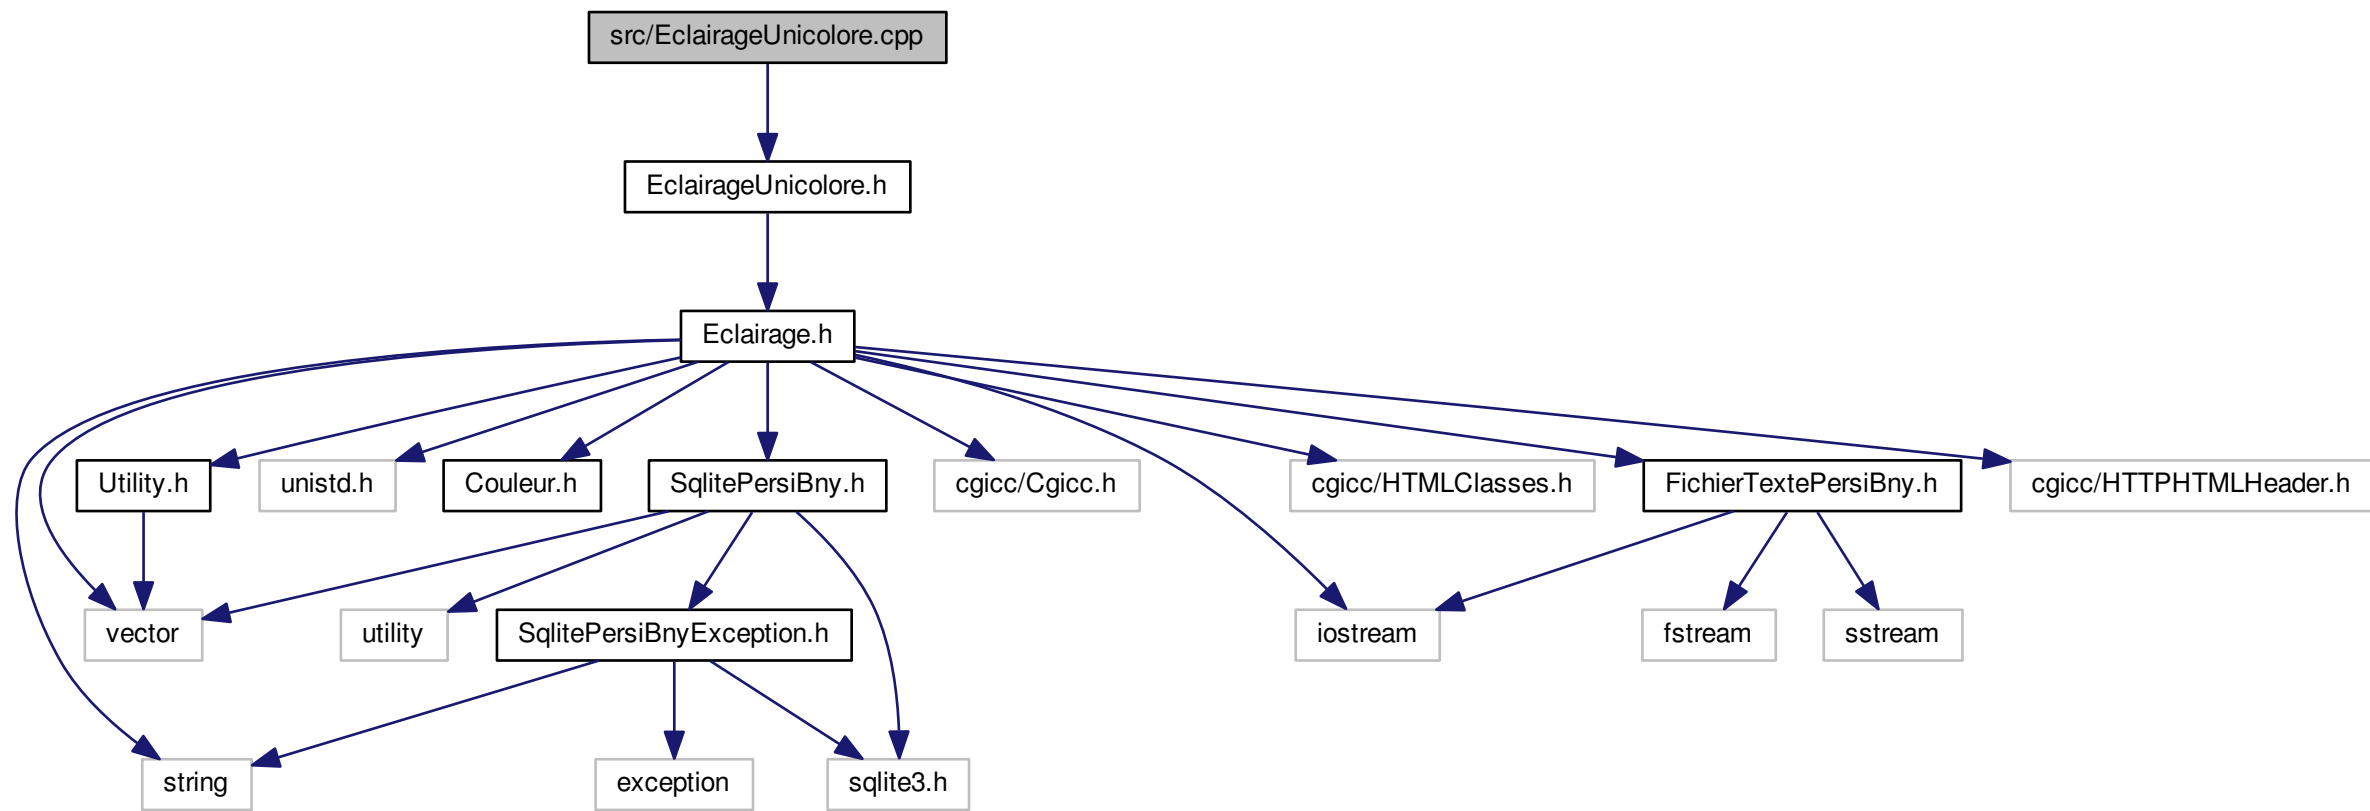 src/EclairageUnicolore.cpp
EclairageUnicolore.h
Eclairage.h
Utility.h
unistd.h
Couleur.h
SqlitePersiBny.h
cgicc/Cgicc.h
cgicc/HTMLClasses.h
FichierTextePersiBny.h
cgicc/HTTPHTMLHeader.h
vector
utility
SqlitePersiBnyException.h
iostream
fstream
sstream
string
exception
sqlite3.h